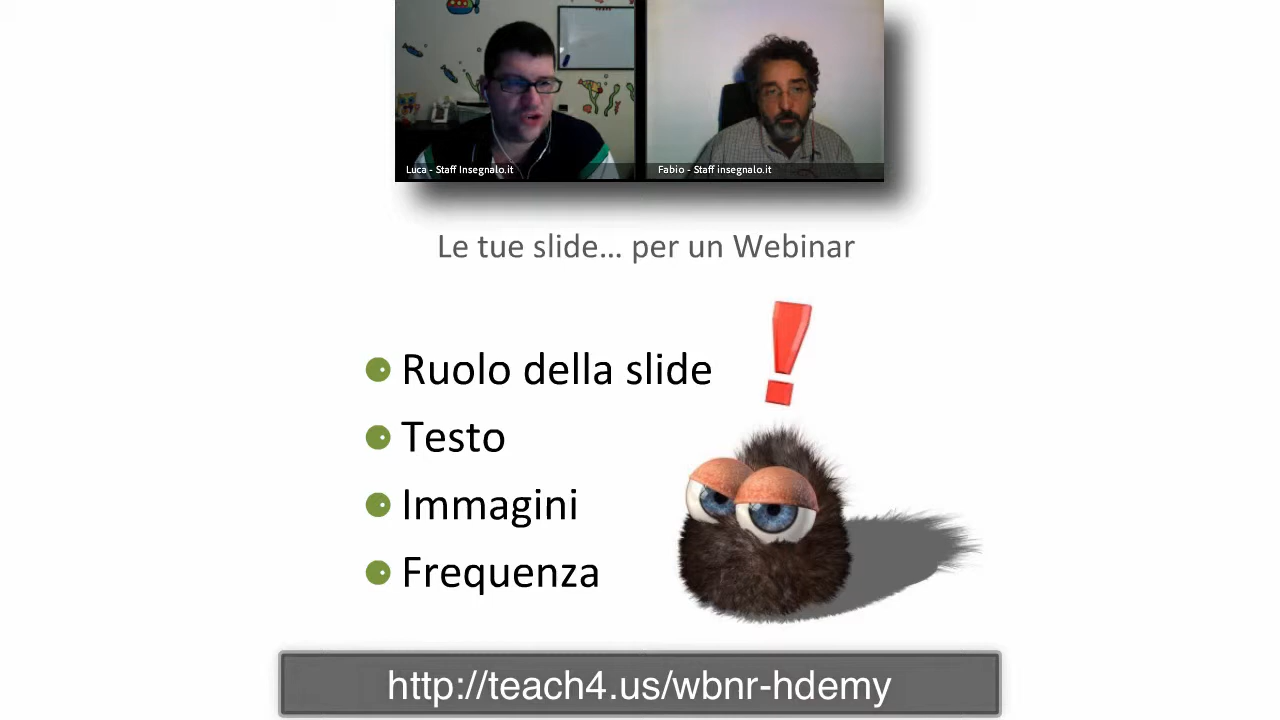 Luca - Staff Insegnalo.it
Fabio - Staff insegnalo.it
Le tue slide... per un Webinar
Ruolo della slide
Testo
Immagini
Frequenza
http://teach4.us/wbnr-hdemy